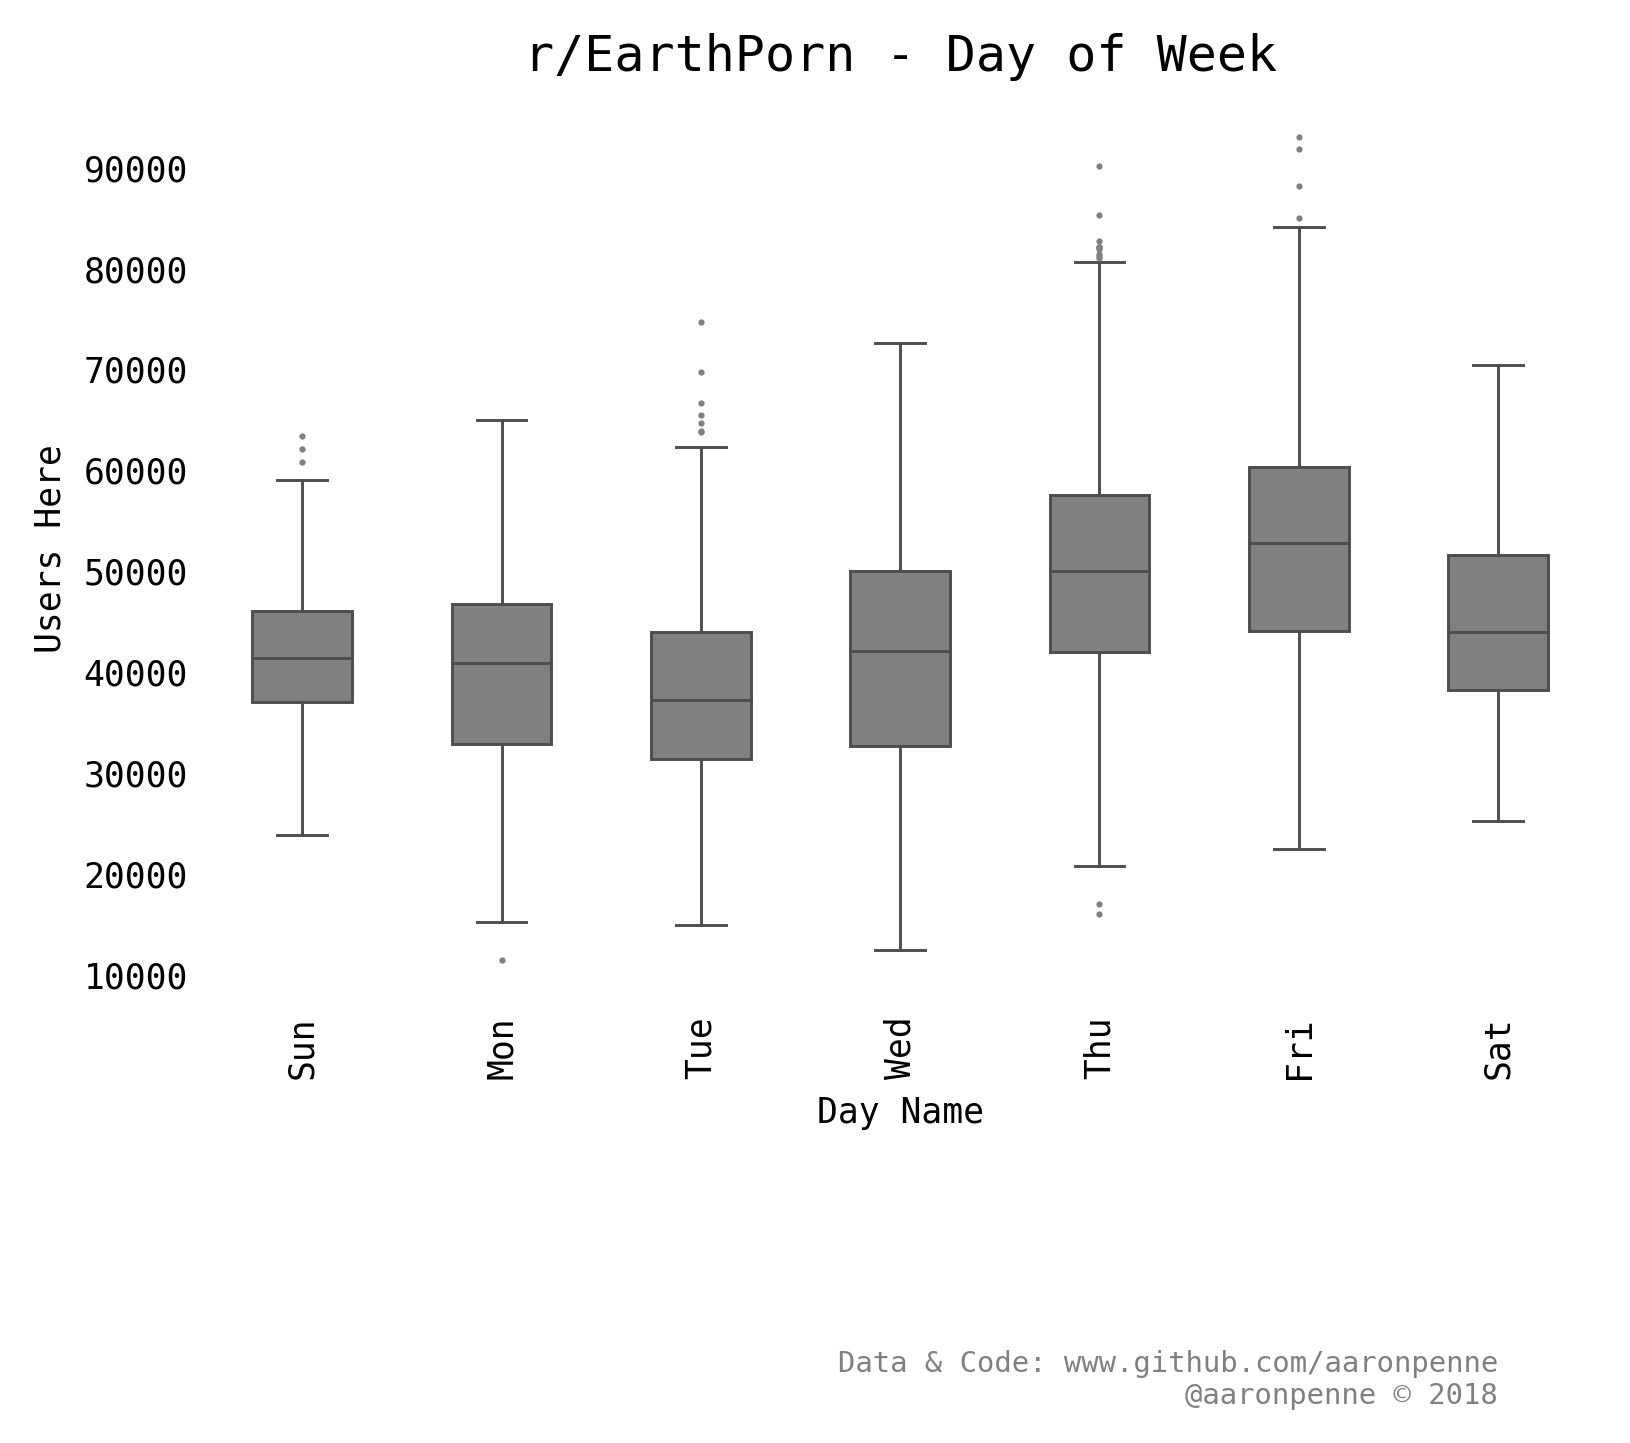 r/EarthPorn - Day of Week
90000
80000
70000
60000
50000
40000
30000
20000
10000
Users Here
Sun
Mon
Tue
Wed
Thu
Fri
Sat
Day Name
Data & Code: www.github.com/aaronpenne
@aaronpenne © 2018